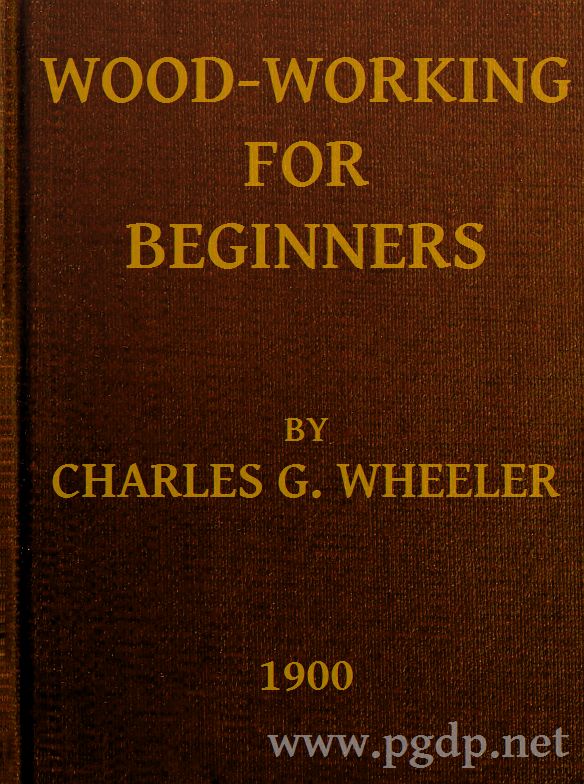 WOOD-WORKING
FOR
BEGINNERS
BY
CHARLES G. WHEELER
1900
www.pgdp.net